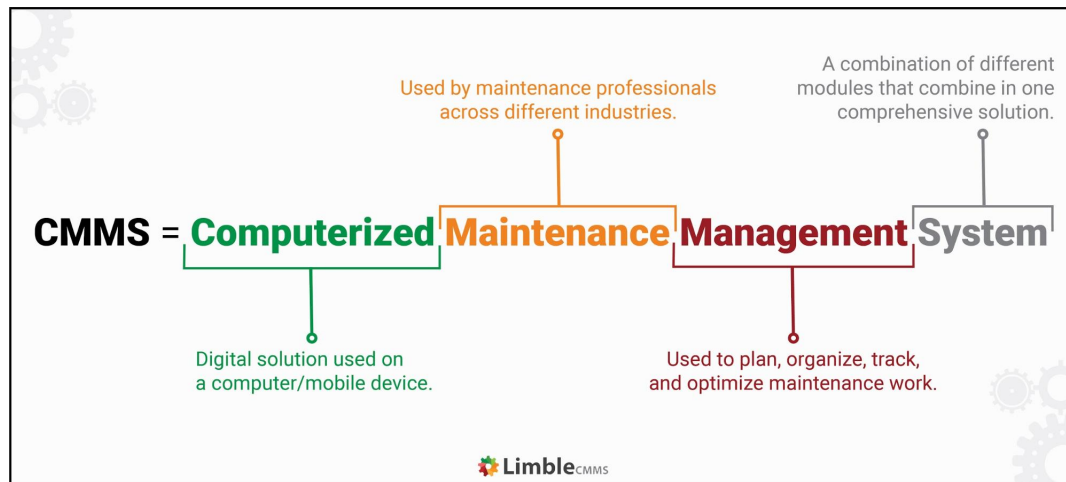 A combination of different
modules that combine in one
comprehensive solution.
Used by maintenance professionals
across different industries.
CMMS = Computerized Maintenance Management System
Digital solution used on
a computer/mobile device.
Used to plan, organize, track,
and optimize maintenance work.
Limble CMMS